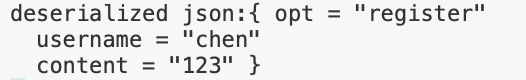 deserialized json:{ opt = "register"
  username = "chen"
  content = "123" }